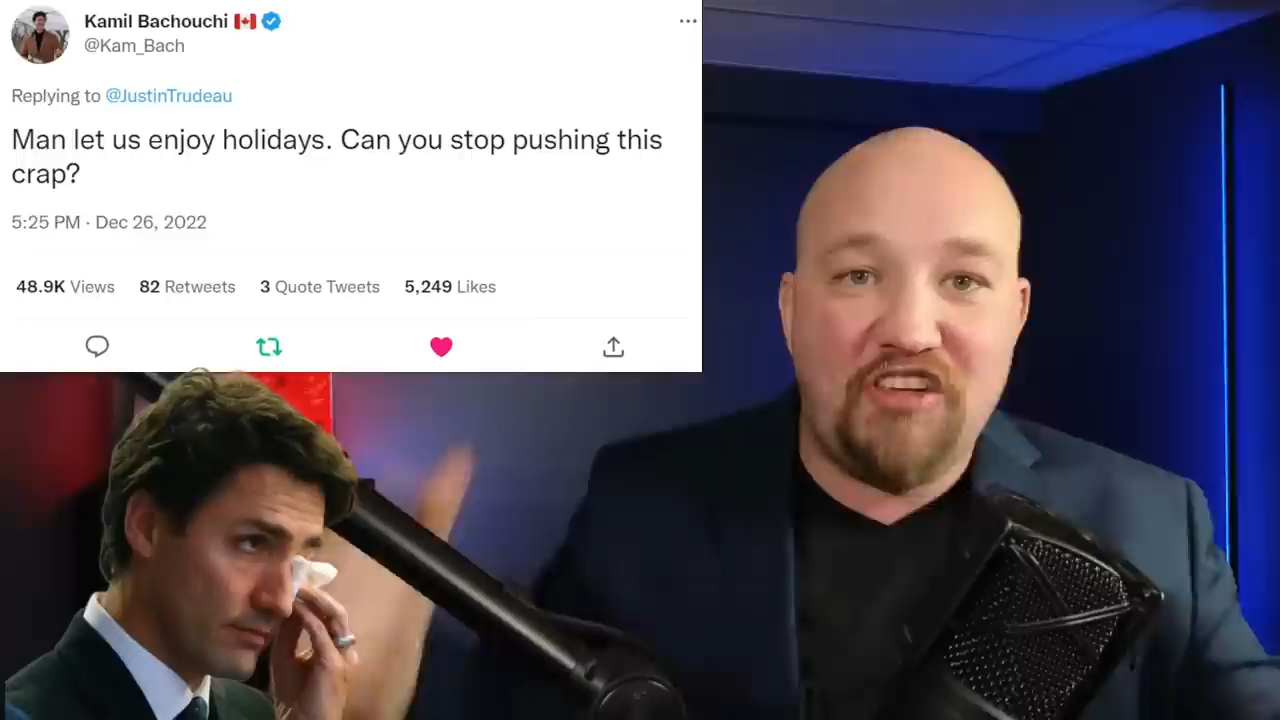 Kamil Bachouchi 🇨🇦
@Kam_Bach
Replying to @JustinTrudeau
Man let us enjoy holidays. Can you stop pushing this
crap?
5:25 PM · Dec 26, 2022
48.9K Views 82 Retweets 3 Quote Tweets 5,249 Likes